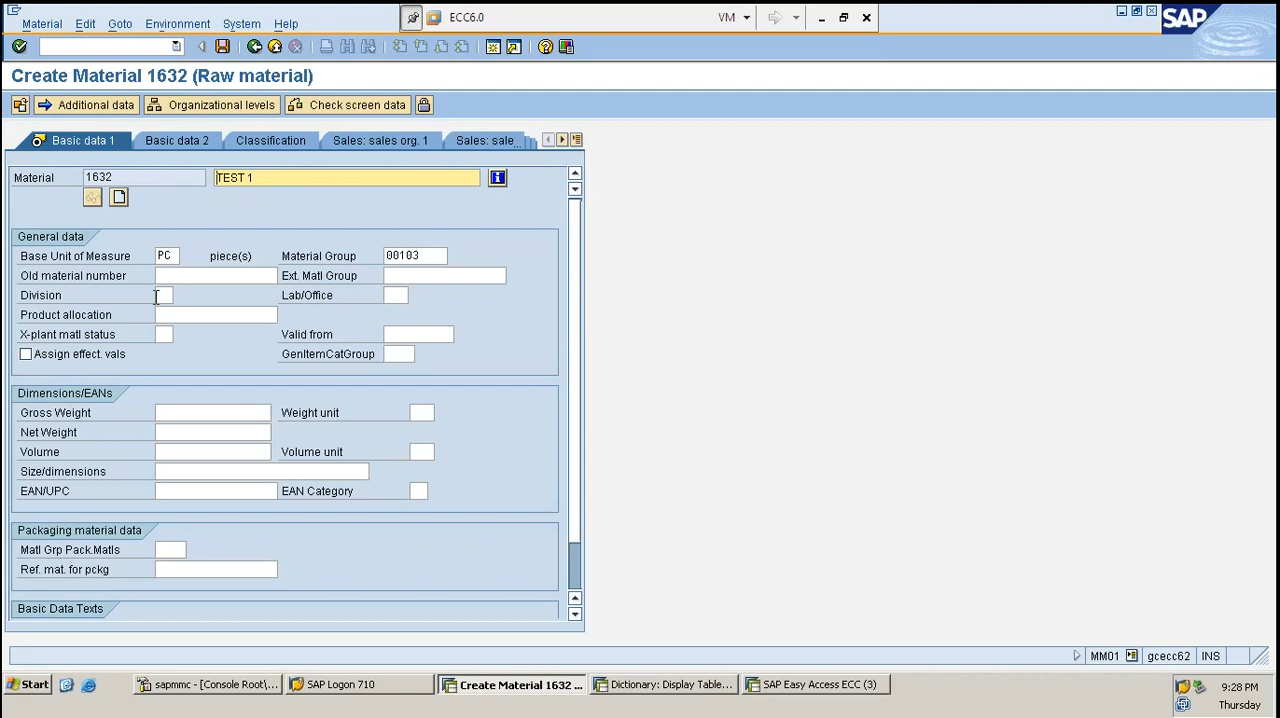 Material Edit Goto Environment System Help
ECC6.0
VM
SAP
Create Material 1632 (Raw material)
Additional data Organizational levels Check screen data
Basic data 1 Basic data 2 Classification Sales: sales org. 1 Sales: sale...
Material 1632 TEST 1
General data
Base Unit of Measure PC piece(s) Material Group 00103
Old material number Ext. Matl Group
Division Lab/Office
Product allocation
X-plant matl status Valid from
Assign effect. vals GenItemCatGroup
Dimensions/EANs
Gross Weight Weight unit
Net Weight
Volume Volume unit
Size/dimensions
EAN/UPC EAN Category
Packaging material data
Matl Grp Pack.Matls
Ref. mat. for pckg
Basic Data Texts
MM01 gcecc62 INS
Start sapmmc - [Console Root\... SAP Logon 710 Create Material 1632 ... Dictionary: Display Table... SAP Easy Access ECC (3) 9:28 PM
Thursday